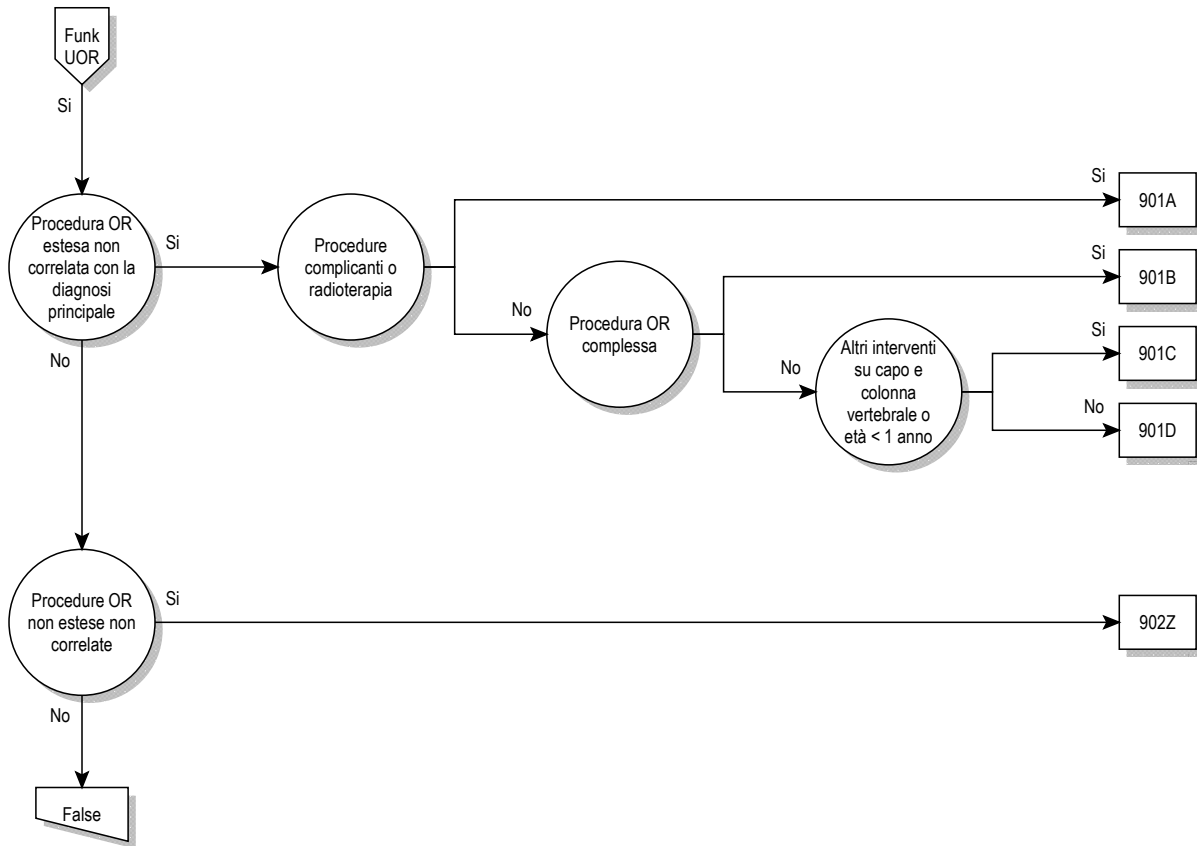 Funk
UOR
Si
Procedura OR
estesa non
correlata con la
diagnosi
principale
Si
Procedure
complicanti o
radioterapia
Si
901A
No
Procedura OR
complessa
Si
901B
No
Altri interventi
su capo e
colonna
vertebrale o
età < 1 anno
Si
901C
No
901D
No
Procedure OR
non estese non
correlate
Si
902Z
No
False